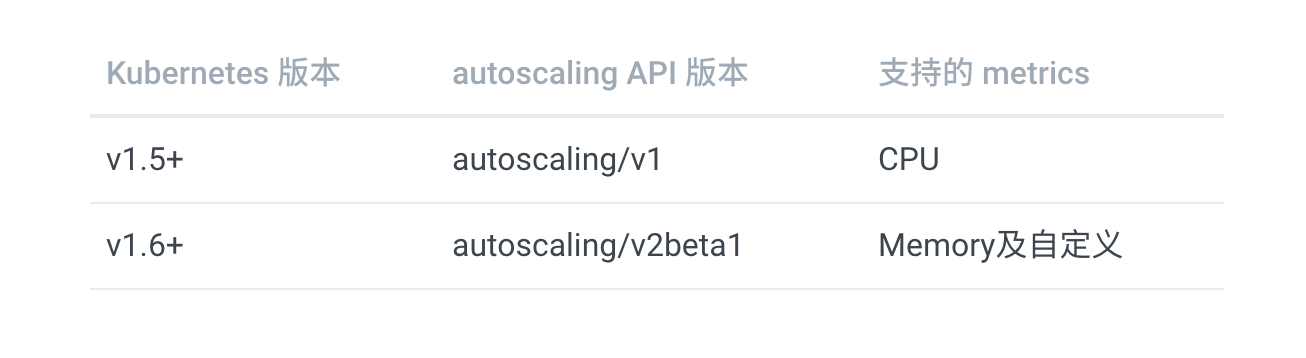 Kubernetes 版本 autoscaling API 版本 支持的 metrics
v1.5+ autoscaling/v1 CPU
v1.6+ autoscaling/v2beta1 Memory及自定义